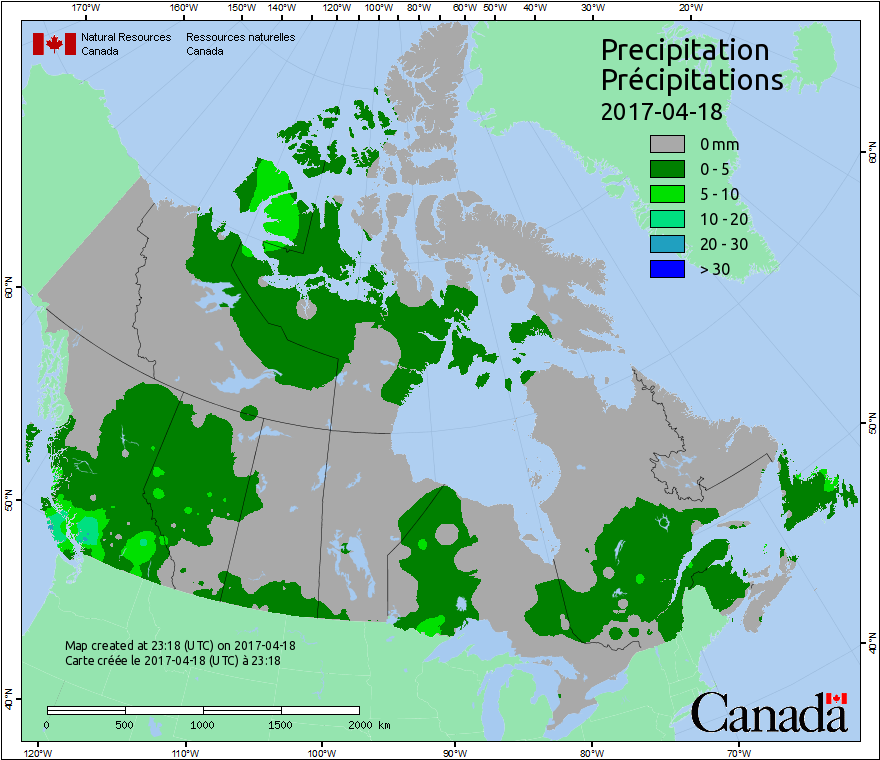 170°W 160°W 150°W 140°W 130°W 120°W 110°W 100°W 90°W 80°W 70°W 60°W 50°W 40°W 30°W 20°W
Natural Resources Canada
Ressources naturelles Canada
Precipitation
Précipitations
2017-04-18
0 mm
0 - 5
5 - 10
10 - 20
20 - 30
> 30
60°N
60°N
50°N
50°N
40°N
40°N
Map created at 23:18 (UTC) on 2017-04-18
Carte créée le 2017-04-18 (UTC) à 23:18
0 500 1000 1500 2000 km
Canada
120°W 110°W 100°W 90°W 80°W 70°W